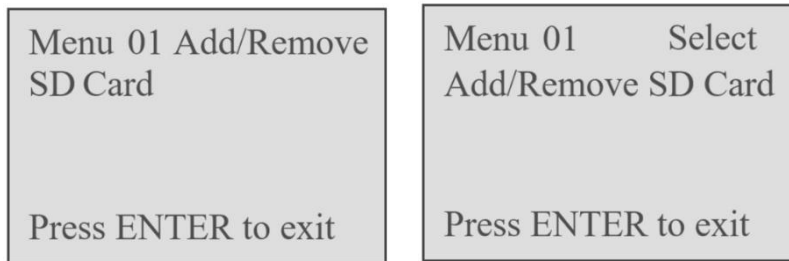 Menu 01 Add/Remove
SD Card
Press ENTER to exit
Menu 01 Select
Add/Remove SD Card
Press ENTER to exit